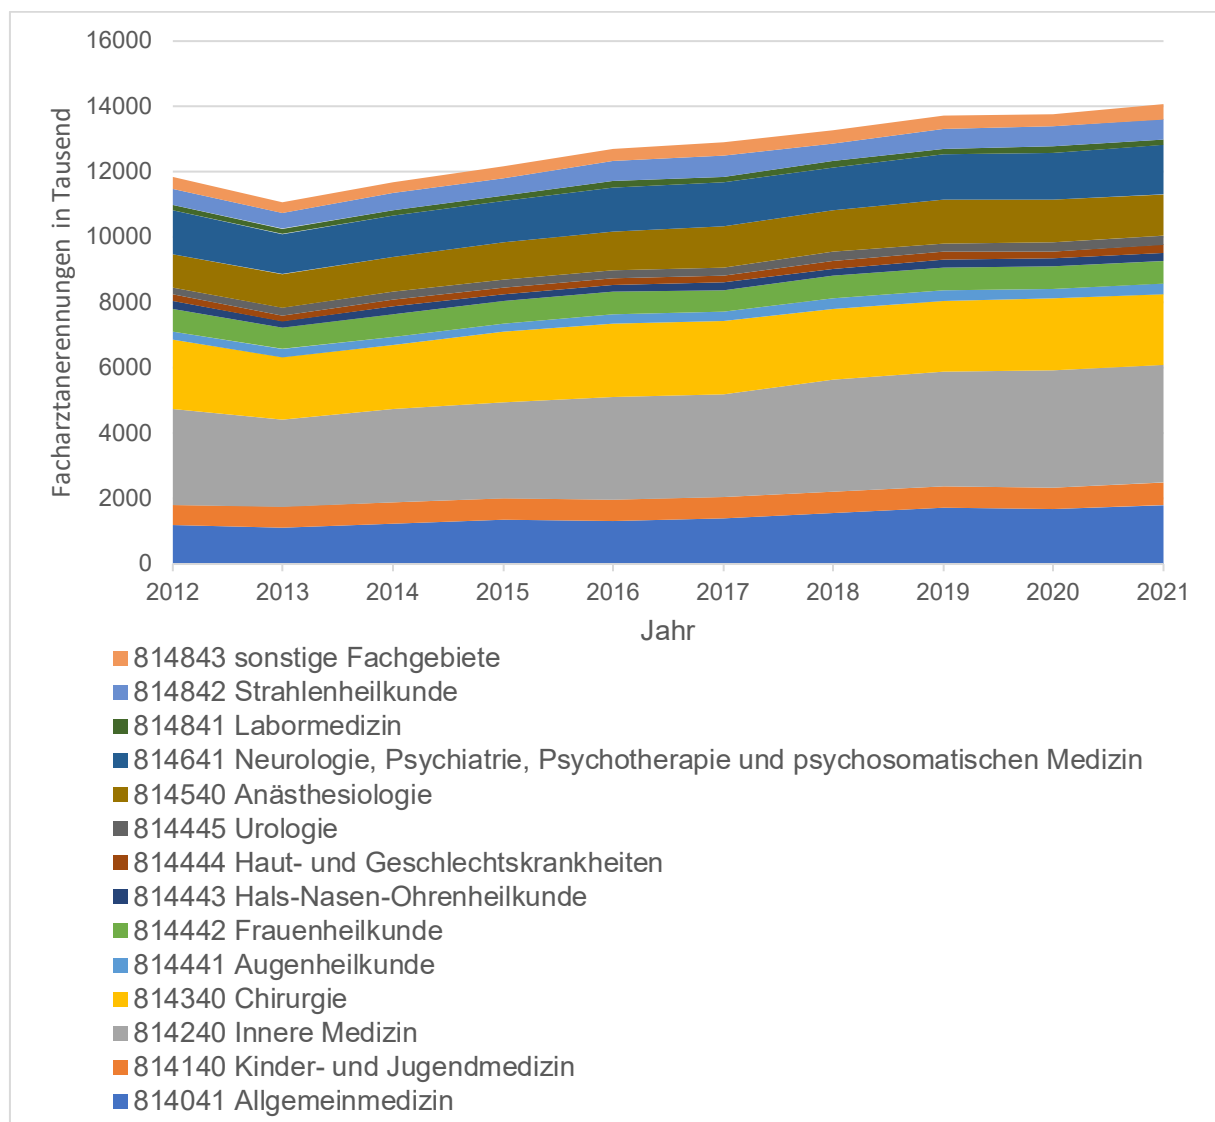 16000
14000
12000
10000
8000
6000
4000
2000
0
Facharztanerennungen in Tausend
2012 2013 2014 2015 2016 2017 2018 2019 2020 2021
Jahr
814843 sonstige Fachgebiete
814842 Strahlenheilkunde
814841 Labormedizin
814641 Neurologie, Psychiatrie, Psychotherapie und psychosomatischen Medizin
814540 Anästhesiologie
814445 Urologie
814444 Haut- und Geschlechtskrankheiten
814443 Hals-Nasen-Ohrenheilkunde
814442 Frauenheilkunde
814441 Augenheilkunde
814340 Chirurgie
814240 Innere Medizin
814140 Kinder- und Jugendmedizin
814041 Allgemeinmedizin